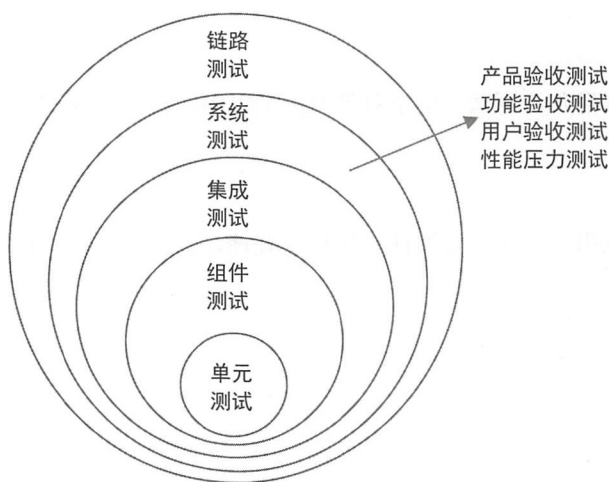 链路
测试
系统
测试
集成
测试
组件
测试
单元
测试
产品验收测试
功能验收测试
用户验收测试
性能压力测试